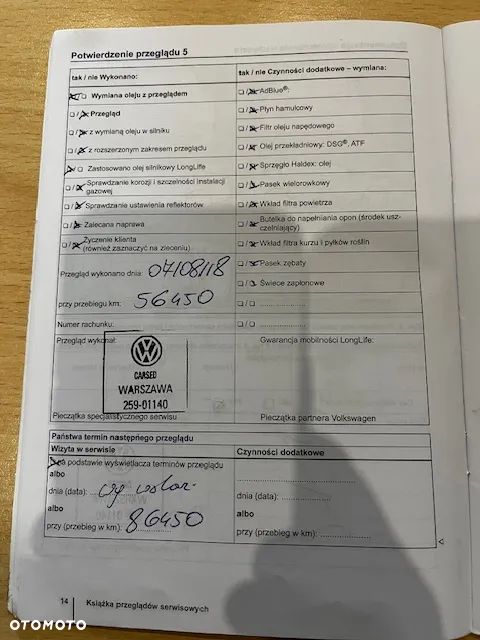 Potwierdzenie przeglądu 5
tak / nie Wykonano:
☒/☐ Wymiana oleju z przeglądem
☐/☒ Przegląd
☐/☒ z wymianą oleju w silniku
☐/☒ z rozszerzonym zakresem przeglądu
☒/☐ Zastosowano olej silnikowy LongLife
☐/☒ Sprawdzanie korozji i szczelności instalacji
gazowej
☐/☒ Sprawdzanie ustawienia reflektorów
☐/☒ Zalecana naprawa
☐/☒ Życzenie klienta
(również zaznaczyć na zleceniu)
Przegląd wykonano dnia: 07/08/18
przy przebiegu km: 56450
Numer rachunku:
Przegląd wykonał:
CARSED
WARSZAWA
259-01140
Pieczątka specjalistycznego serwisu
tak / nie Czynności dodatkowe – wymiana:
☐/☒ AdBlue®:
☐/☒ Płyn hamulcowy
☐/☒ Filtr oleju napędowego
☐/☒ Olej przekładniowy: DSG®, ATF
☐/☒ Sprzęgło Haldex: olej
☐/☒ Pasek wielorowkowy
☐/☒ Wkład filtra powietrza
☐/☒ Butelka do napełniania opon (środek usz-
czelniający)
☐/☒ Wkład filtra kurzu i pyłków roślin
☐/☒ Pasek zębaty
☐/☒ Świece zapłonowe
☐/☐ ....................
☐/☐ ....................
Gwarancja mobilności LongLife:
Pieczątka partnera Volkswagen
Państwa termin następnego przeglądu
Wizyta w serwisie
☒ na podstawie wyświetlacza terminów przeglądu
albo
dnia (data):
albo
przy (przebieg w km): 86450
Czynności dodatkowe
....................
dnia (data): ....................
albo
przy (przebieg w km): ....................
14 Książka przeglądów serwisowych
OTOMOTO